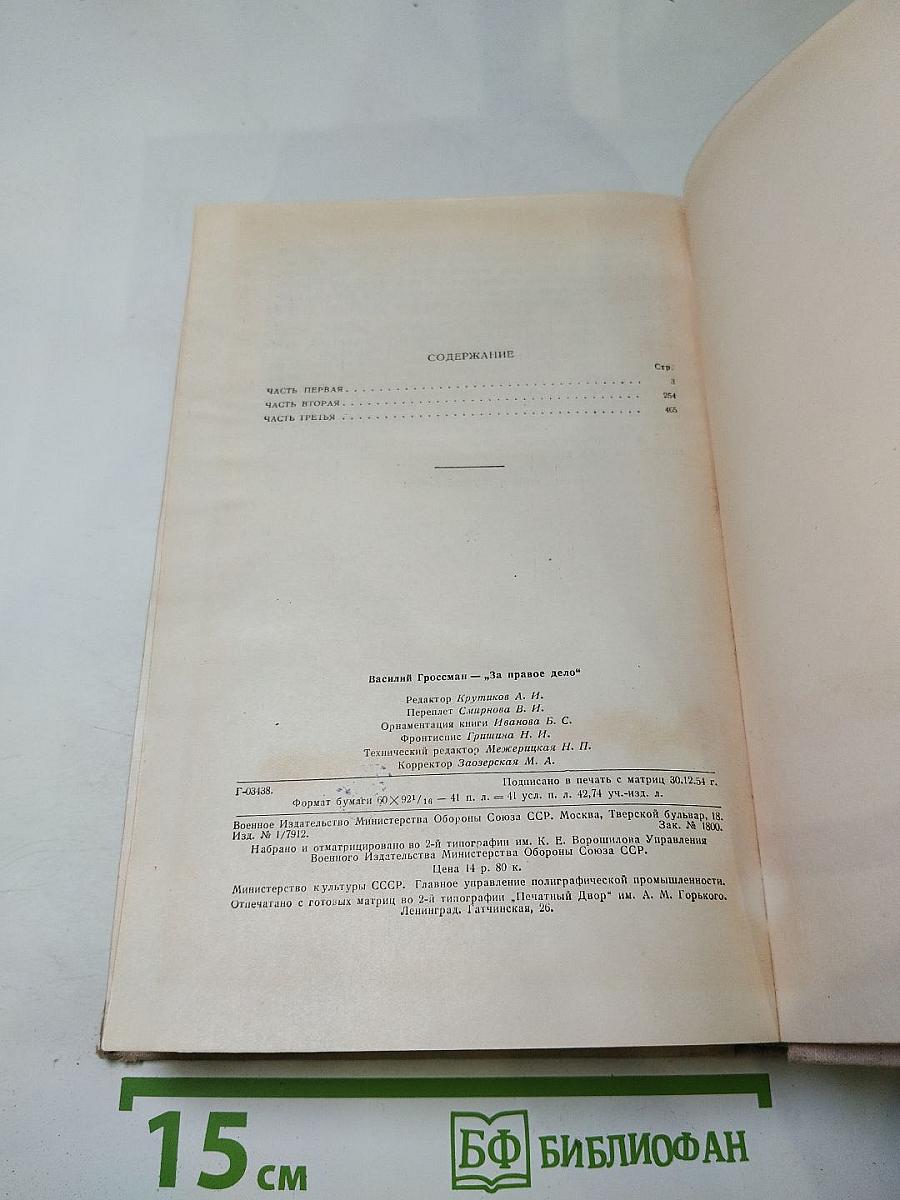 СОДЕРЖАНИЕ
Стр.
ЧАСТЬ ПЕРВАЯ . . . . . . . . . . . . . . . . . . . . . . . . . . . . . . 3
ЧАСТЬ ВТОРАЯ . . . . . . . . . . . . . . . . . . . . . . . . . . . . . . 254
ЧАСТЬ ТРЕТЬЯ . . . . . . . . . . . . . . . . . . . . . . . . . . . . . . 465
Василий Гроссман — „За правое дело“
Редактор Крутиков А. И.
Переплет Смирнова В. И.
Орнаментация книги Иванова Б. С.
Фронтиспис Гришина Н. И.
Технический редактор Межерицкая Н. П.
Корректор Заозерская М. А.
Г-03438. Подписано в печать с матриц 30.12.54 г.
Формат бумаги 60×92¹/₁₆ — 41 п. л. = 41 усл. п. л. 42,74 уч.-изд. л.
Военное Издательство Министерства Обороны Союза ССР. Москва, Тверской бульвар, 18.
Изд. № 1/7912. Зак. № 1800.
Набрано и отматрицировано во 2-й типографии им. К. Е. Ворошилова Управления
Военного Издательства Министерства Обороны Союза ССР.
Цена 14 р. 80 к.
Министерство культуры СССР. Главное управление полиграфической промышленности.
Отпечатано с готовых матриц во 2-й типографии „Печатный Двор“ им. А. М. Горького.
Ленинград, Гатчинская, 26.
15 см
БФ БИБЛИОФАН